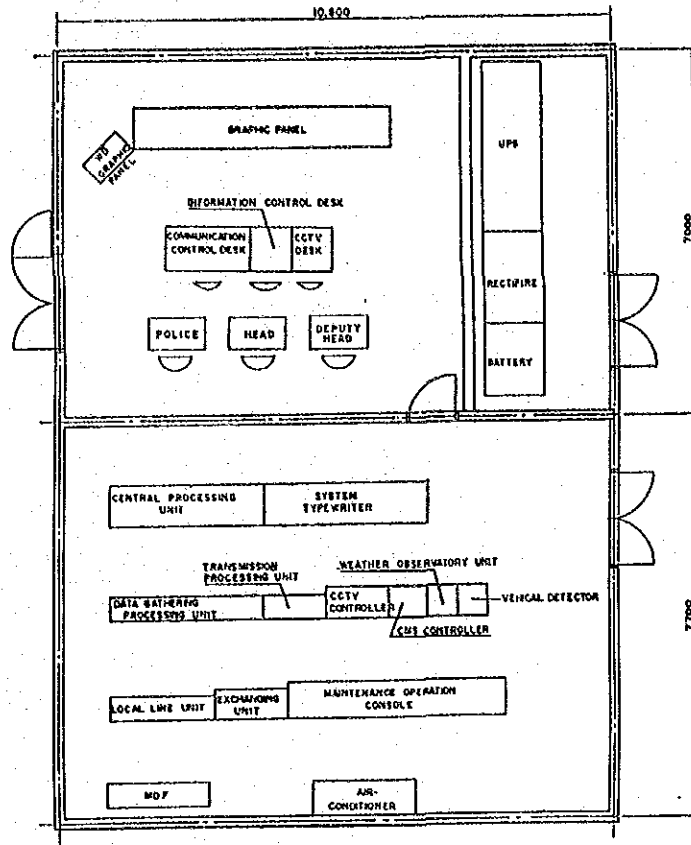 10,800
GRAPHIC PANEL
WD
GRAPHIC
PANEL
UPS
INFORMATION CONTROL DESK
COMMUNICATION
CONTROL DESK
CCTV
DESK
7000
RECTIFIRE
POLICE
HEAD
DEPUTY
HEAD
BATTERY
CENTRAL PROCESSING
UNIT
SYSTEM
TYPEWRITER
TRANSMISSION
PROCESSING UNIT
WEATHER OBSERVATORY UNIT
DATA GATHERING
PROCESSING UNIT
CCTV
CONTROLLER
VEHICAL DETECTOR
CMS CONTROLLER
7700
LOCAL LINE UNIT
EXCHANGING
UNIT
MAINTENANCE OPERATION
CONSOLE
MDF
AIR-
CONDITIONER